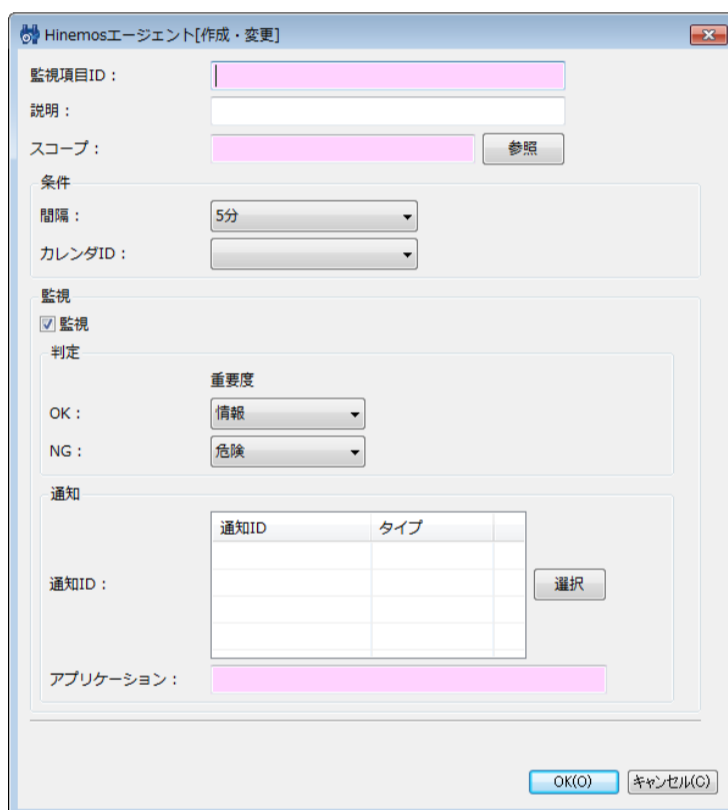 Hinemosエージェント[作成・変更]
監視項目ID：
説明：
スコープ：
参照
条件
間隔：
5分
カレンダID：
監視
監視
判定
重要度
OK：
情報
NG：
危険
通知
通知ID タイプ
通知ID：
選択
アプリケーション：
OK(O) キャンセル(C)